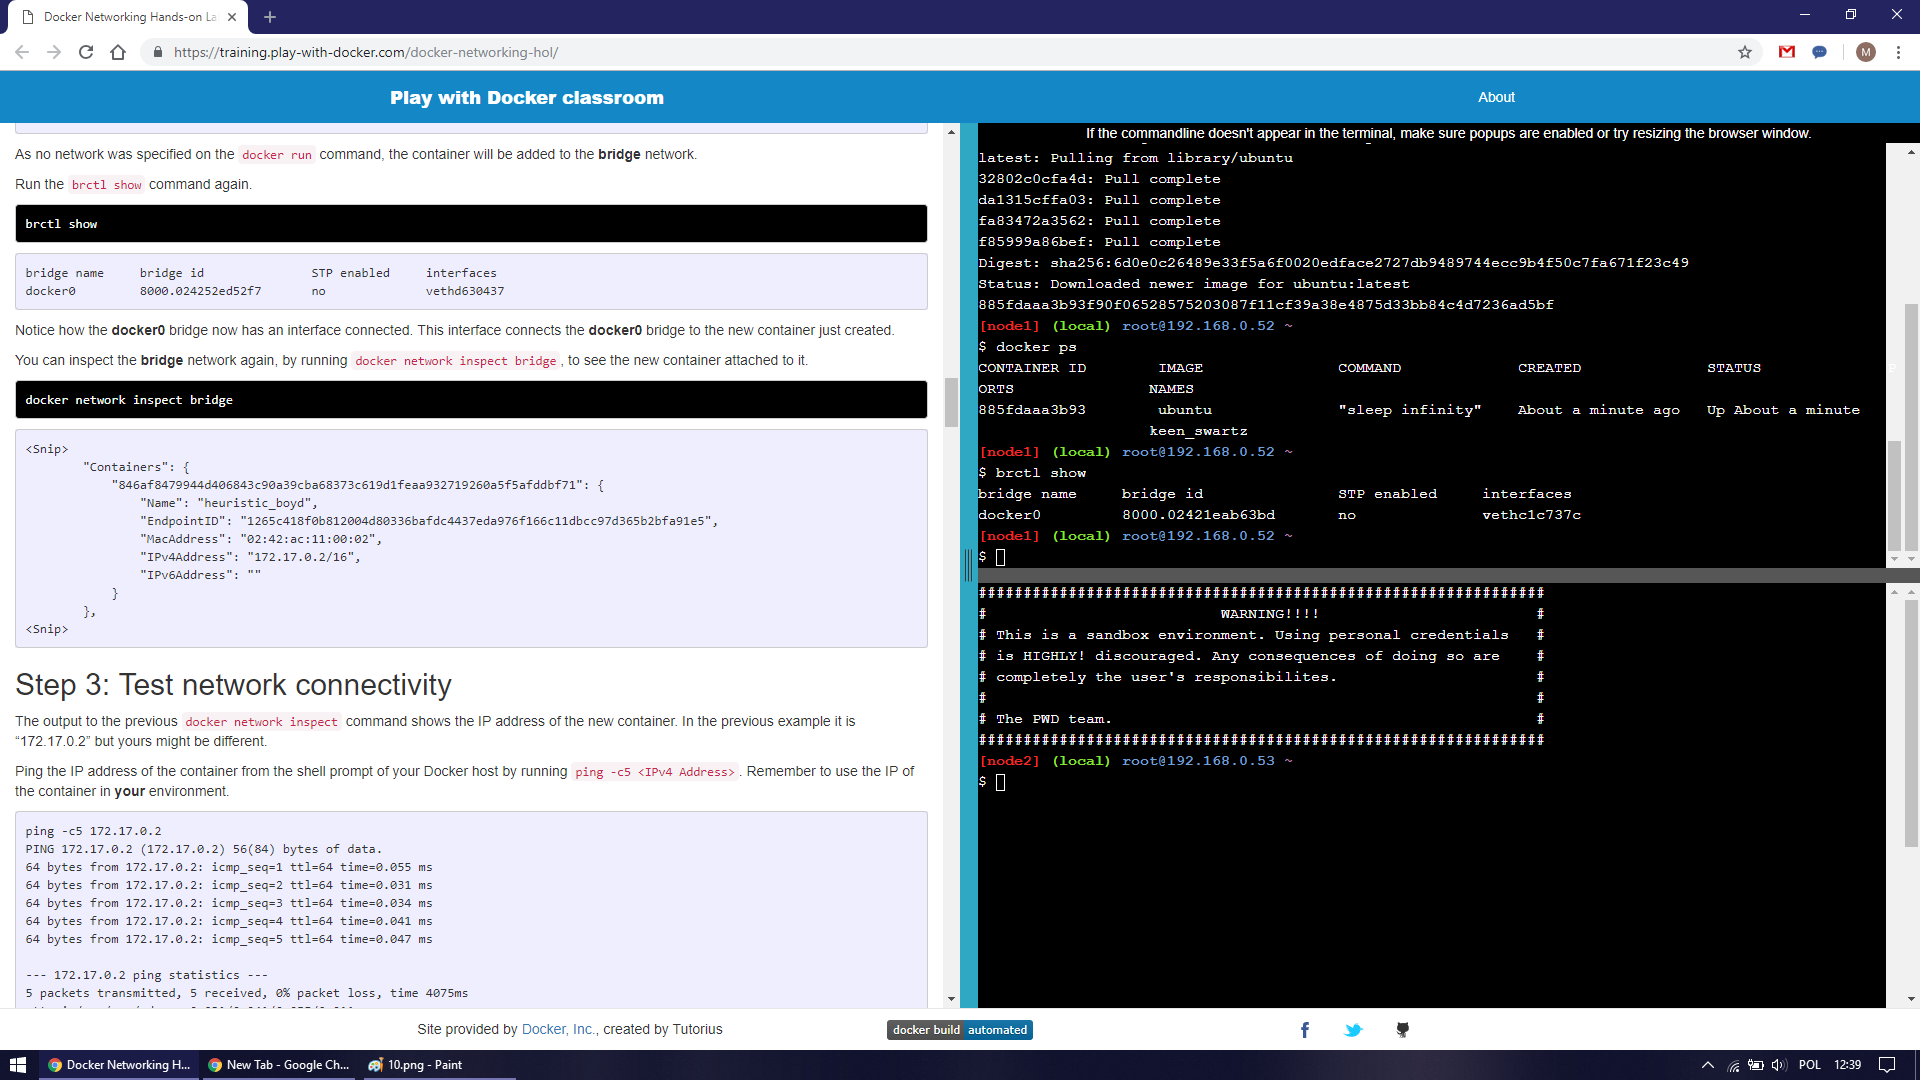 Docker Networking Hands-on La
https://training.play-with-docker.com/docker-networking-hol/
M
Play with Docker classroom
About
As no network was specified on the docker run command, the container will be added to the bridge network.
Run the brctl show command again.
brctl show
bridge name     bridge id               STP enabled     interfaces
docker0         8000.024252ed52f7       no              vethd630437
Notice how the docker0 bridge now has an interface connected. This interface connects the docker0 bridge to the new container just created.
You can inspect the bridge network again, by running docker network inspect bridge , to see the new container attached to it.
docker network inspect bridge
<Snip>
        "Containers": {
            "846af8479944d406843c90a39cba68373c619d1feaa932719260a5f5afddbf71": {
                "Name": "heuristic_boyd",
                "EndpointID": "1265c418f0b812004d80336bafdc4437eda976f166c11dbcc97d365b2bfa91e5",
                "MacAddress": "02:42:ac:11:00:02",
                "IPv4Address": "172.17.0.2/16",
                "IPv6Address": ""
            }
        },
<Snip>
Step 3: Test network connectivity
The output to the previous docker network inspect command shows the IP address of the new container. In the previous example it is
“172.17.0.2” but yours might be different.
Ping the IP address of the container from the shell prompt of your Docker host by running ping -c5 <IPv4 Address> . Remember to use the IP of
the container in your environment.
ping -c5 172.17.0.2
PING 172.17.0.2 (172.17.0.2) 56(84) bytes of data.
64 bytes from 172.17.0.2: icmp_seq=1 ttl=64 time=0.055 ms
64 bytes from 172.17.0.2: icmp_seq=2 ttl=64 time=0.031 ms
64 bytes from 172.17.0.2: icmp_seq=3 ttl=64 time=0.034 ms
64 bytes from 172.17.0.2: icmp_seq=4 ttl=64 time=0.041 ms
64 bytes from 172.17.0.2: icmp_seq=5 ttl=64 time=0.047 ms
--- 172.17.0.2 ping statistics ---
5 packets transmitted, 5 received, 0% packet loss, time 4075ms
If the commandline doesn't appear in the terminal, make sure popups are enabled or try resizing the browser window.
latest: Pulling from library/ubuntu
32802c0cfa4d: Pull complete
da1315cffa03: Pull complete
fa83472a3562: Pull complete
f85999a86bef: Pull complete
Digest: sha256:6d0e0c26489e33f5a6f0020edface2727db9489744ecc9b4f50c7fa671f23c49
Status: Downloaded newer image for ubuntu:latest
885fdaaa3b93f90f06528575203087f11cf39a38e4875d33bb84c4d7236ad5bf
[node1] (local) root@192.168.0.52 ~
$ docker ps
CONTAINER ID        IMAGE               COMMAND             CREATED              STATUS              P
ORTS               NAMES
885fdaaa3b93        ubuntu              "sleep infinity"    About a minute ago   Up About a minute
                   keen_swartz
[node1] (local) root@192.168.0.52 ~
$ brctl show
bridge name     bridge id               STP enabled     interfaces
docker0         8000.02421eab63bd       no              vethc1c737c
[node1] (local) root@192.168.0.52 ~
$
###############################################################
#                          WARNING!!!!                        #
# This is a sandbox environment. Using personal credentials   #
# is HIGHLY! discouraged. Any consequences of doing so are    #
# completely the user's responsibilites.                      #
#                                                             #
# The PWD team.                                               #
###############################################################
[node2] (local) root@192.168.0.53 ~
$
Site provided by Docker, Inc., created by Tutorius
docker build automated
Docker Networking H...
New Tab - Google Ch...
10.png - Paint
POL
12:39